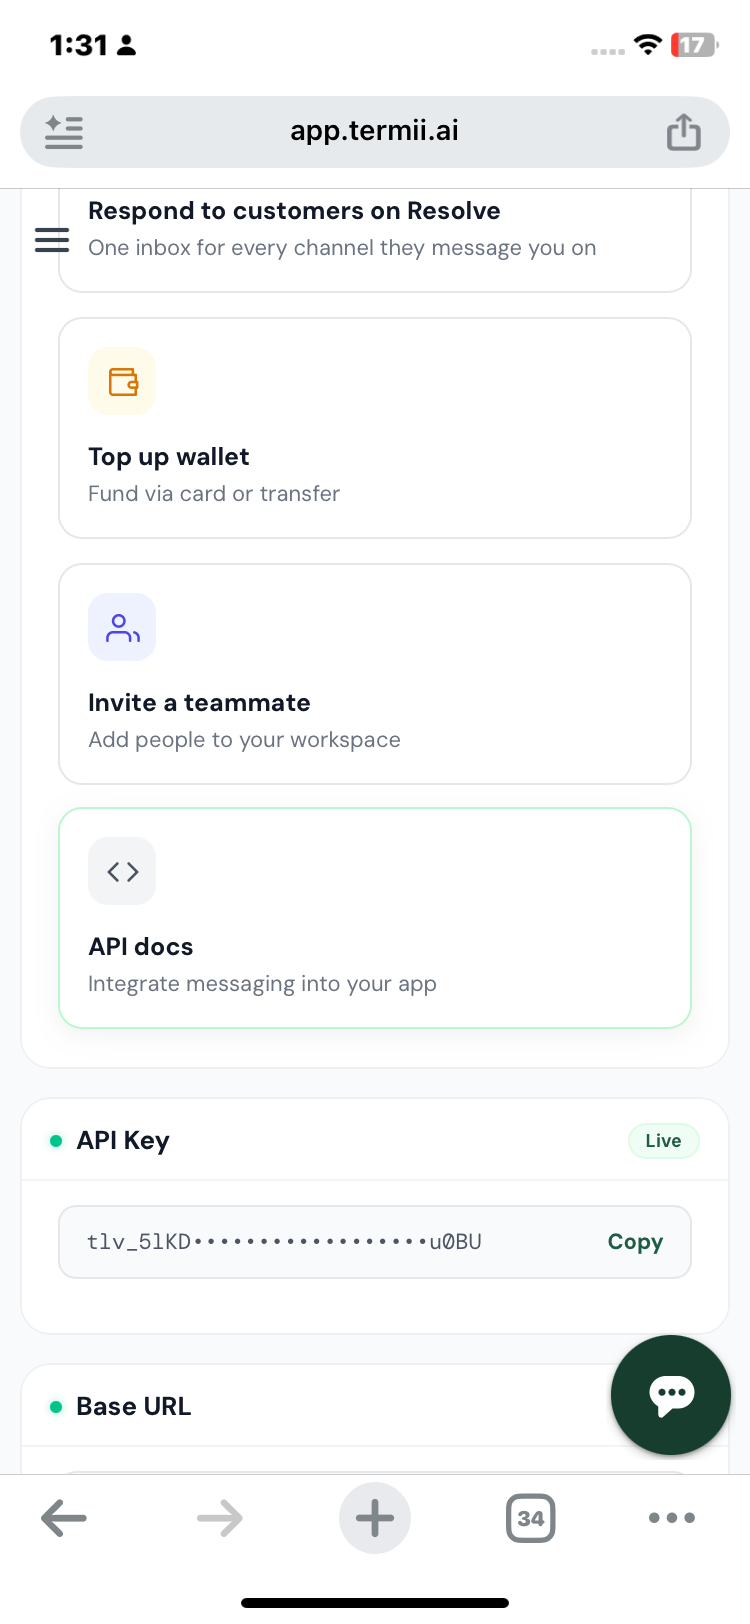 1:31
17
app.termii.ai
Respond to customers on Resolve
One inbox for every channel they message you on
Top up wallet
Fund via card or transfer
Invite a teammate
Add people to your workspace
API docs
Integrate messaging into your app
API Key
Live
tlv_5lKD••••••••••••••••••u0BU
Copy
Base URL
34